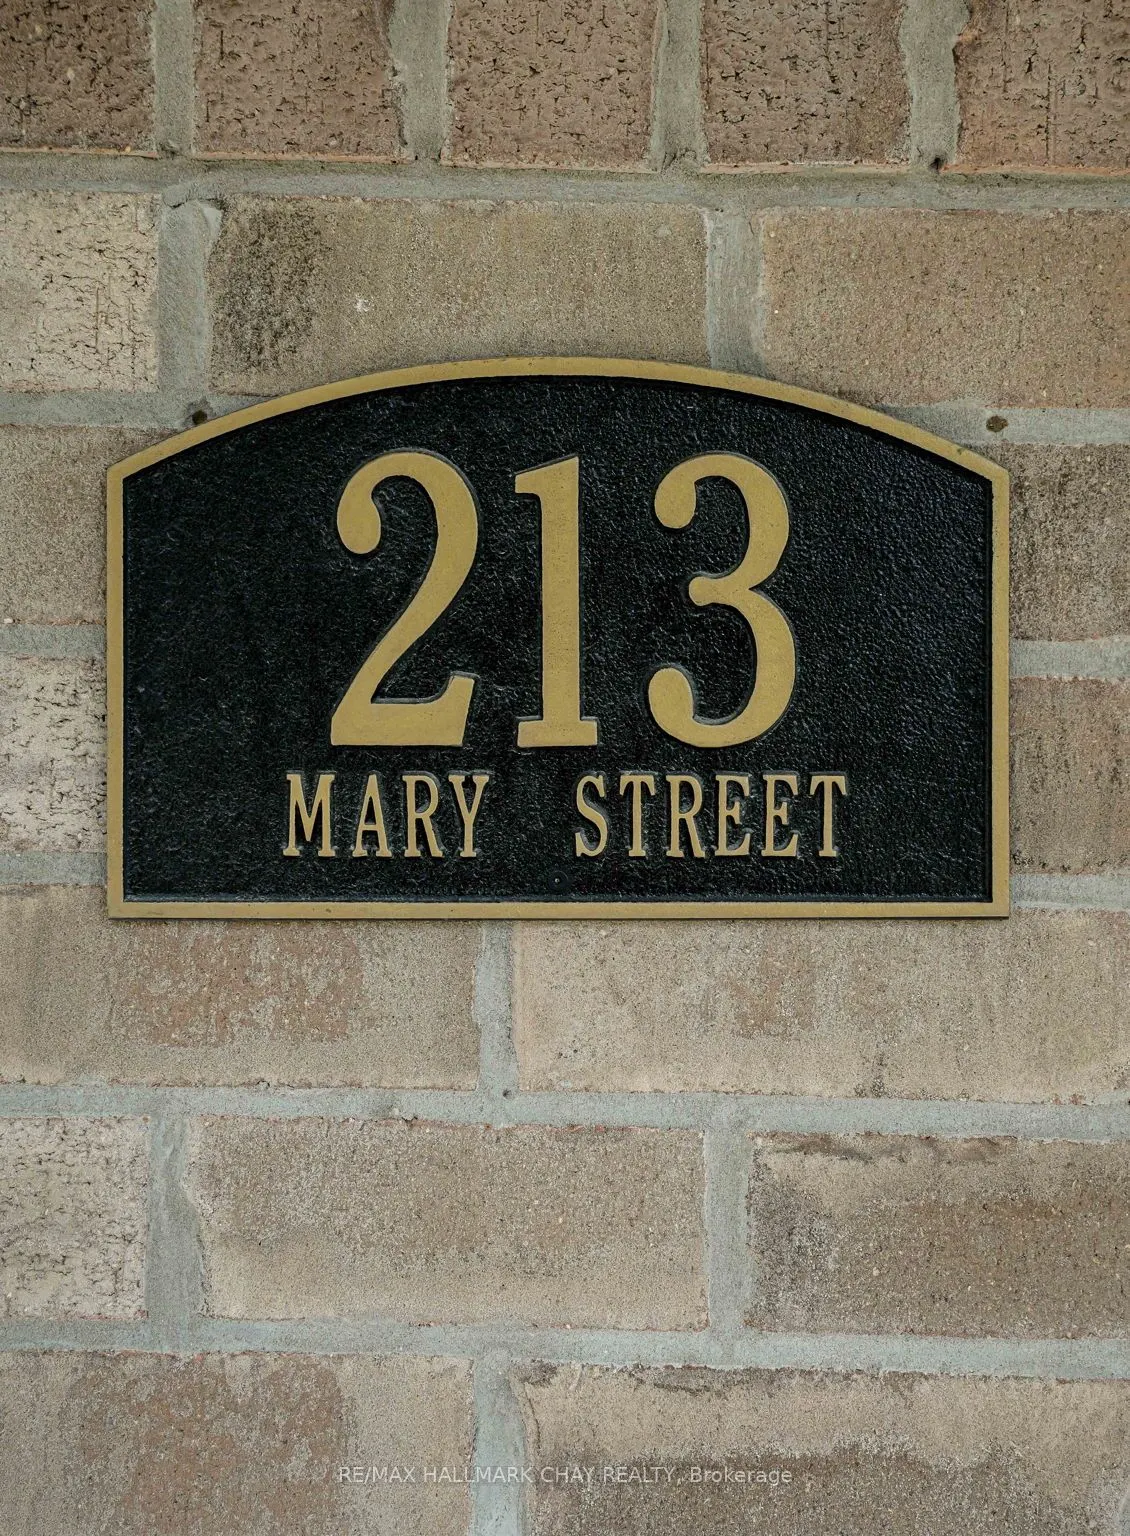 213
MARY STREET
RE/MAX HALLMARK CHAY REALTY, Brokerage